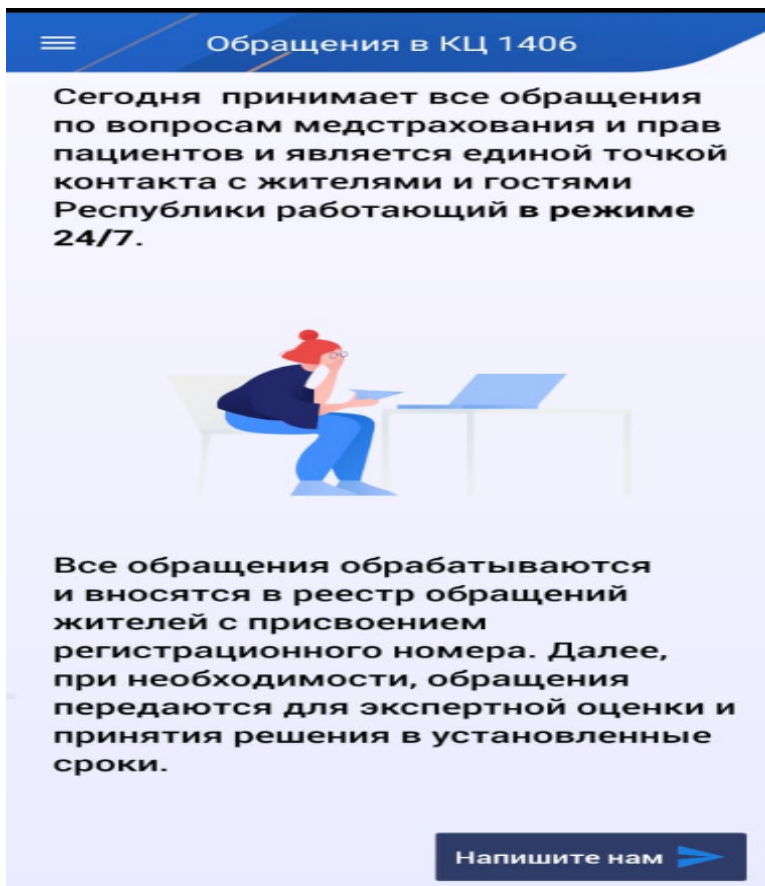 Обращения в КЦ 1406
Сегодня принимает все обращения
по вопросам медстрахования и прав
пациентов и является единой точкой
контакта с жителями и гостями
Республики работающий в режиме
24/7.
Все обращения обрабатываются
и вносятся в реестр обращений
жителей с присвоением
регистрационного номера. Далее,
при необходимости, обращения
передаются для экспертной оценки и
принятия решения в установленные
сроки.
Напишите нам